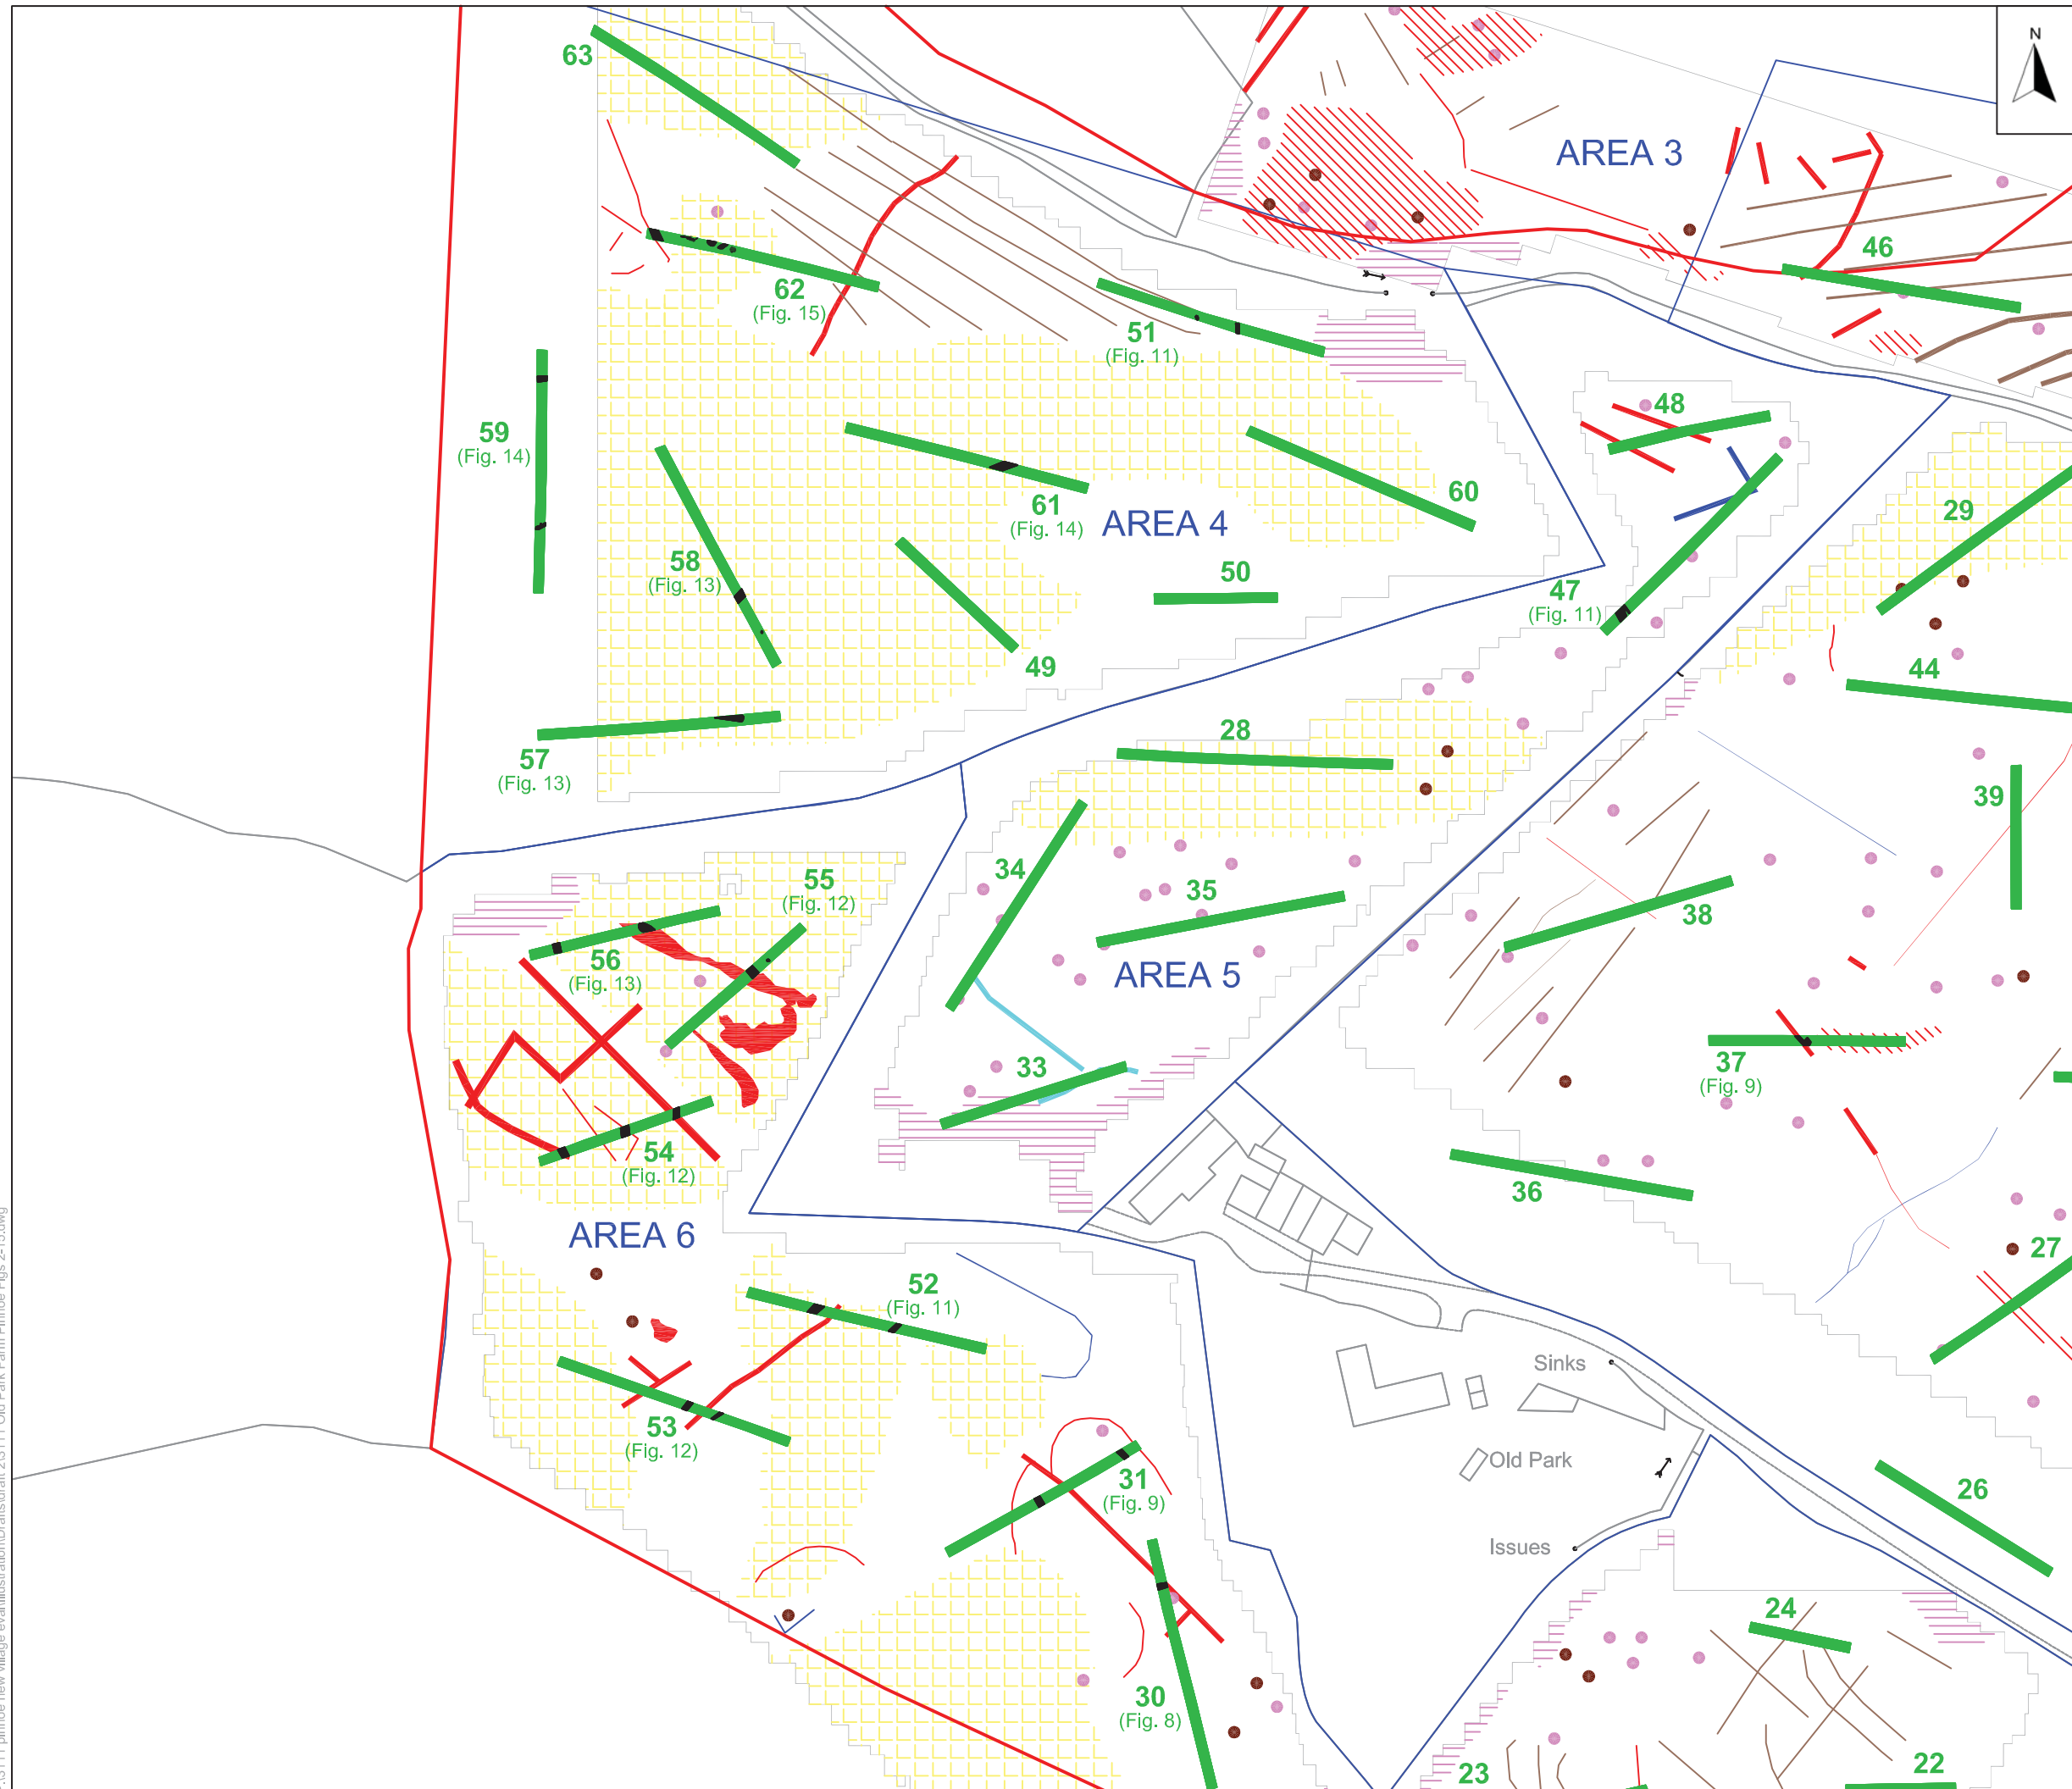 N
63
AREA 3
46
62
(Fig. 15)
51
(Fig. 11)
48
59
(Fig. 14)
60
61
(Fig. 14)
AREA 4
29
58
(Fig. 13)
50
47
(Fig. 11)
49
44
28
57
(Fig. 13)
39
55
(Fig. 12)
34
35
38
56
(Fig. 13)
AREA 5
33
37
(Fig. 9)
54
(Fig. 12)
36
AREA 6
27
52
(Fig. 11)
Sinks
53
(Fig. 12)
Old Park
31
(Fig. 9)
26
Issues
24
30
(Fig. 8)
23
22